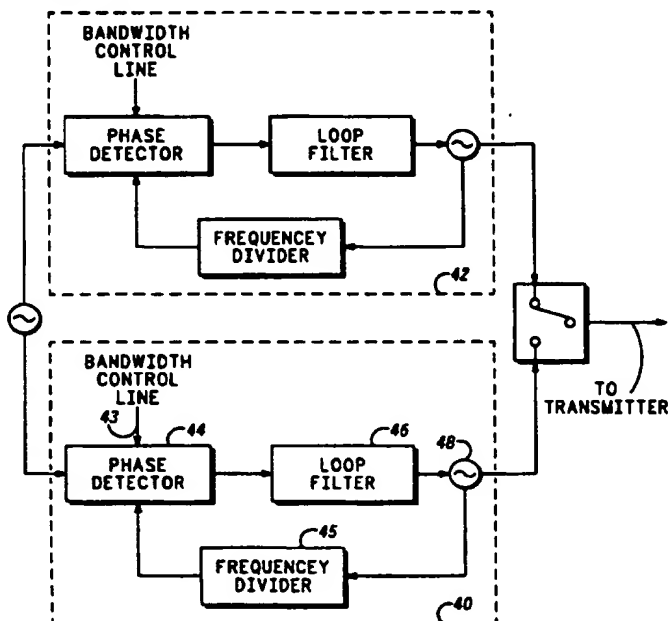 BANDWIDTH
CONTROL
LINE
PHASE
DETECTOR
LOOP
FILTER
FREQUENCEY
DIVIDER
42
BANDWIDTH
CONTROL
LINE
43
44
46
48
PHASE
DETECTOR
LOOP
FILTER
45
FREQUENCEY
DIVIDER
40
TO
TRANSMITTER